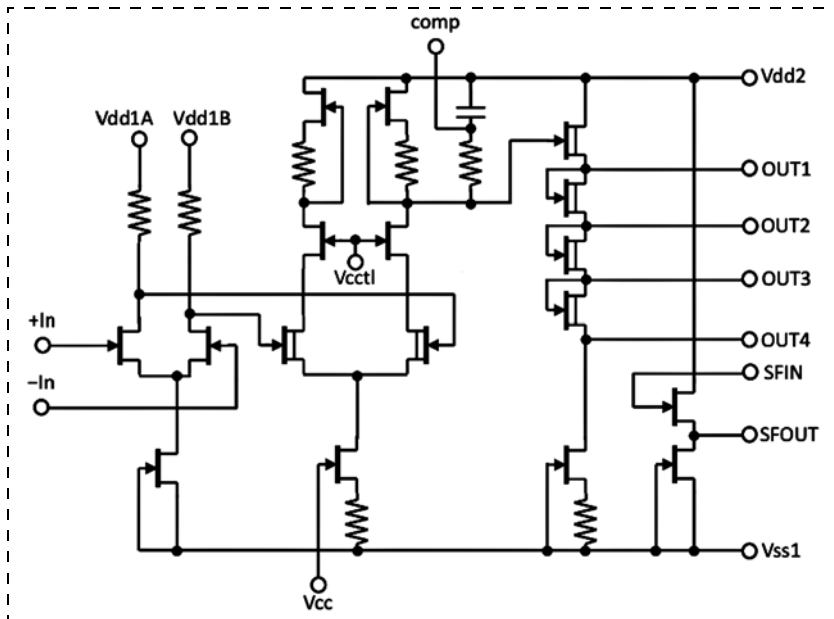 comp
Vdd2
Vdd1A
Vdd1B
OUT1
OUT2
Vcctl
OUT3
+In
OUT4
SFIN
−In
SFOUT
Vss1
Vcc